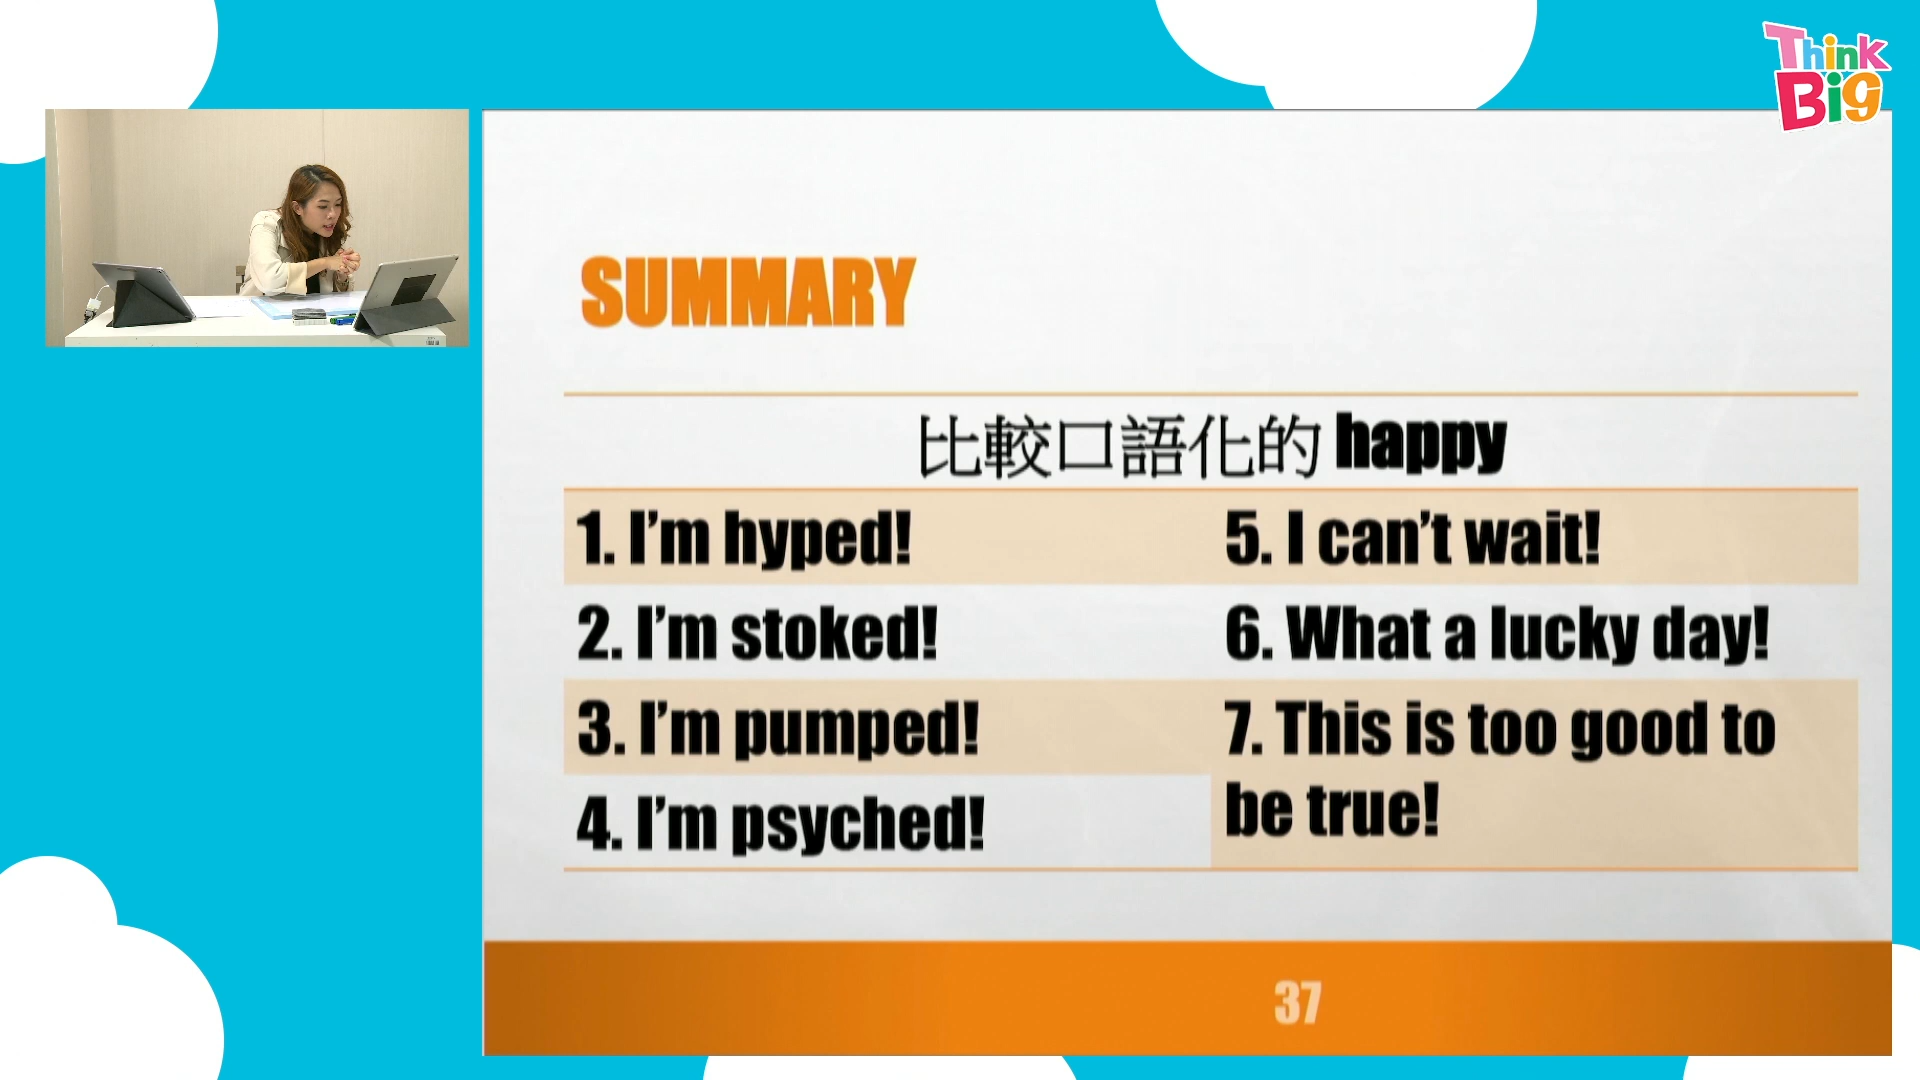 Think
Big
SUMMARY
比較口語化的 happy
1. I’m hyped!
2. I’m stoked!
3. I’m pumped!
4. I’m psyched!
5. I can’t wait!
6. What a lucky day!
7. This is too good to
be true!
37